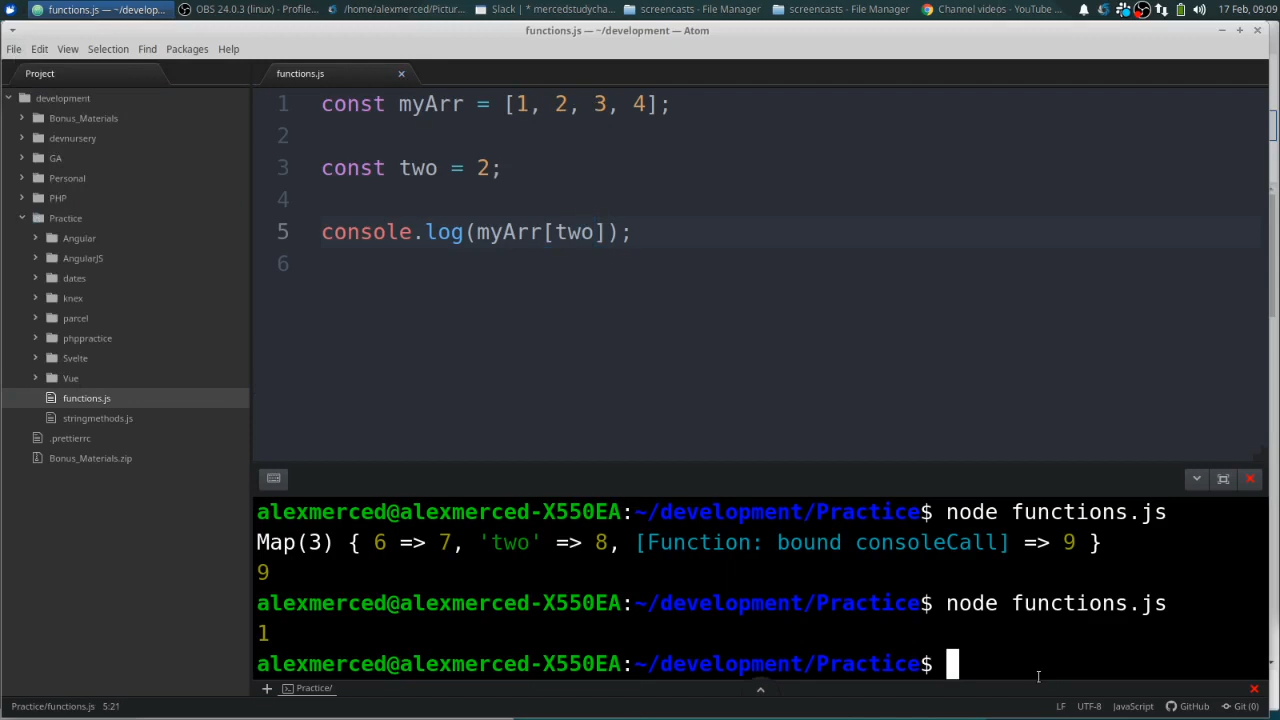 functions.js — ~/develop...
OBS 24.0.3 (linux) - Profile...
/home/alexmerced/Pictur...
Slack | * mercedstudychа...
screencasts - File Manager
screencasts - File Manager
Channel videos - YouTube ...
17 Feb, 09:09
functions.js — ~/development — Atom
File Edit View Selection Find Packages Help
Project
functions.js
development
Bonus_Materials
devnursery
GA
Personal
PHP
Practice
Angular
AngularJS
dates
knex
parcel
phppractice
Svelte
Vue
functions.js
stringmethods.js
.prettierrc
Bonus_Materials.zip
1 const myArr = [1, 2, 3, 4];
2
3 const two = 2;
4
5 console.log(myArr[two]);
6
alexmerced@alexmerced-X550EA:~/development/Practice$ node functions.js
Map(3) { 6 => 7, 'two' => 8, [Function: bound consoleCall] => 9 }
9
alexmerced@alexmerced-X550EA:~/development/Practice$ node functions.js
1
alexmerced@alexmerced-X550EA:~/development/Practice$
Practice/
Practice/functions.js 5:21
LF UTF-8 JavaScript GitHub Git (0)